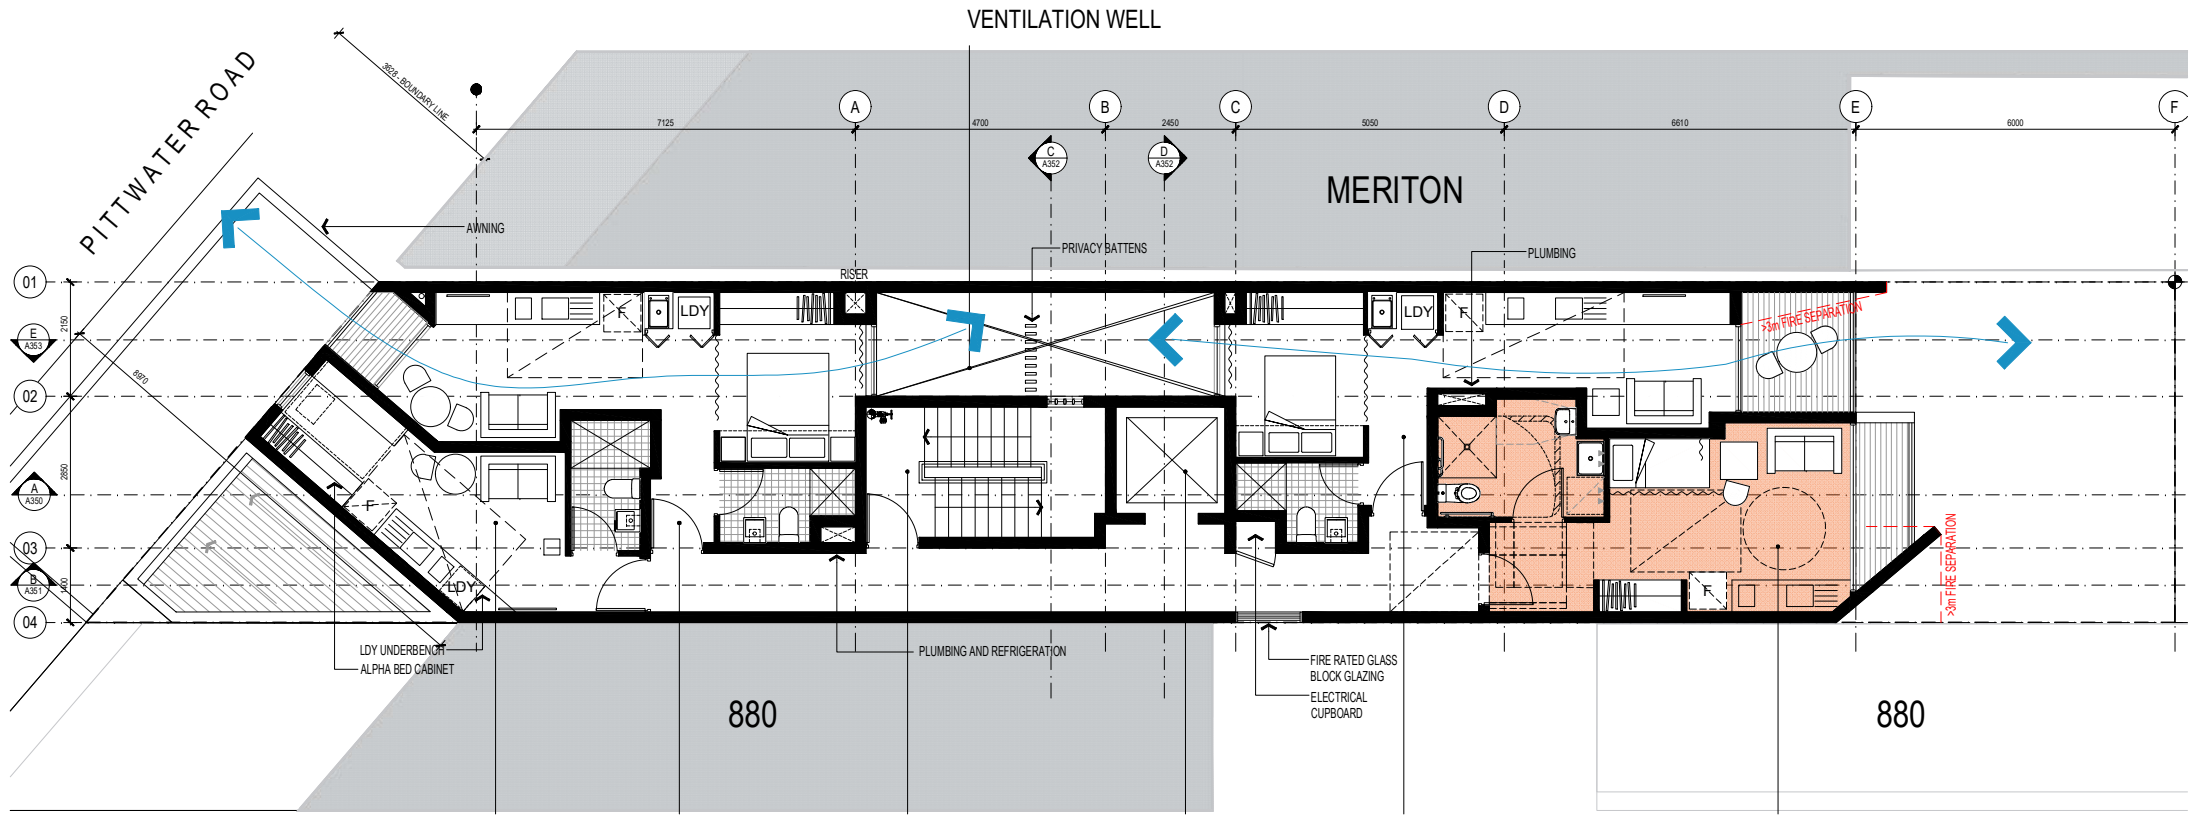 VENTILATION WELL
PITTWATER ROAD
3628 - BOUNDARY LINE
A
B
C
D
E
F
7125
4700
2450
5050
6610
6000
C
A352
D
A352
MERITON
AWNING
PRIVACY BATTENS
PLUMBING
RISER
01
2150
E
A353
02
8970
2850
A
A350
03
B
A351
1400
04
F
LDY
LDY
F
>3m FIRE SEPARATION
F
LDY
F
>3m FIRE SEPARATION
LDY UNDERBENCH
ALPHA BED CABINET
PLUMBING AND REFRIGERATION
FIRE RATED GLASS
BLOCK GLAZING
ELECTRICAL
CUPBOARD
880
880